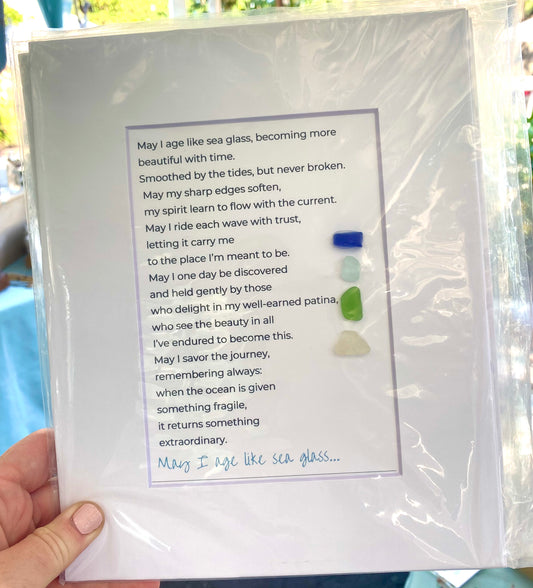 May I age like sea glass, becoming more
beautiful with time.
Smoothed by the tides, but never broken.
May my sharp edges soften,
my spirit learn to flow with the current.
May I ride each wave with trust,
letting it carry me
to the place I'm meant to be.
May I one day be discovered
and held gently by those
who delight in my well-earned patina,
who see the beauty in all
I've endured to become this.
May I savor the journey,
remembering always:
when the ocean is given
something fragile,
it returns something
extraordinary.
May I age like sea glass...